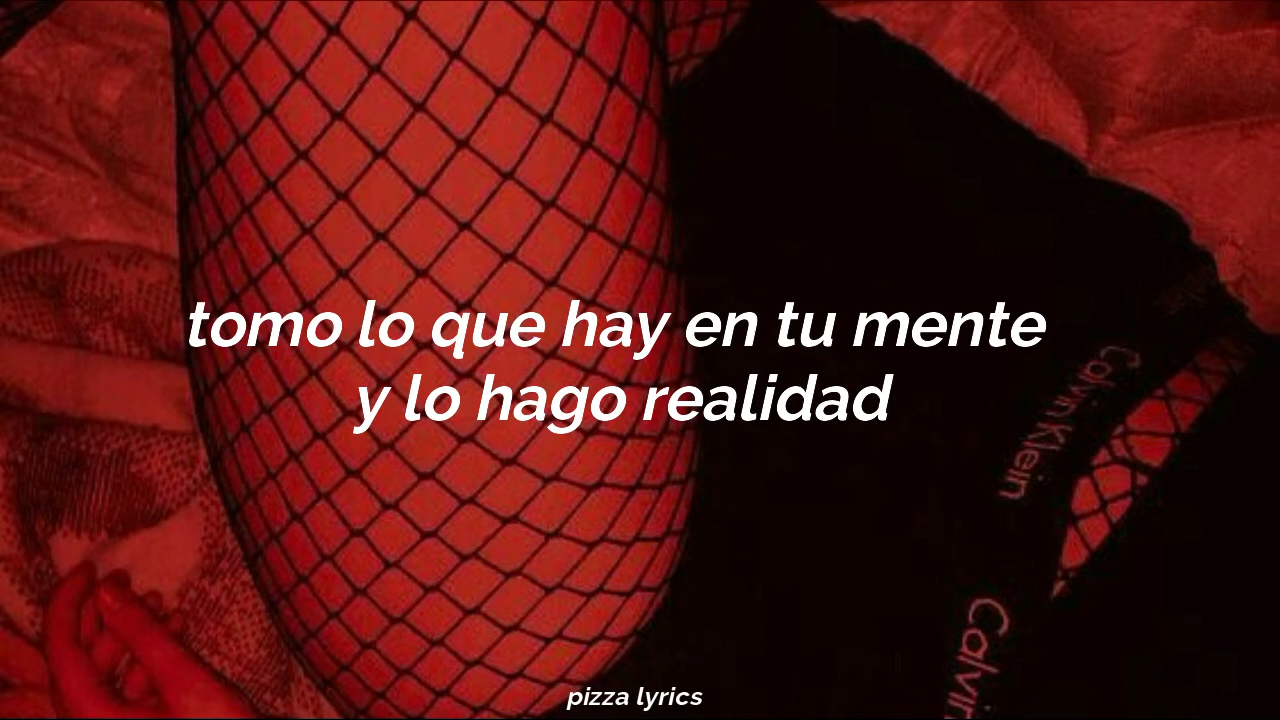 tomo lo que hay en tu mente
y lo hago realidad
Calvin Klein
Calvin
pizza lyrics